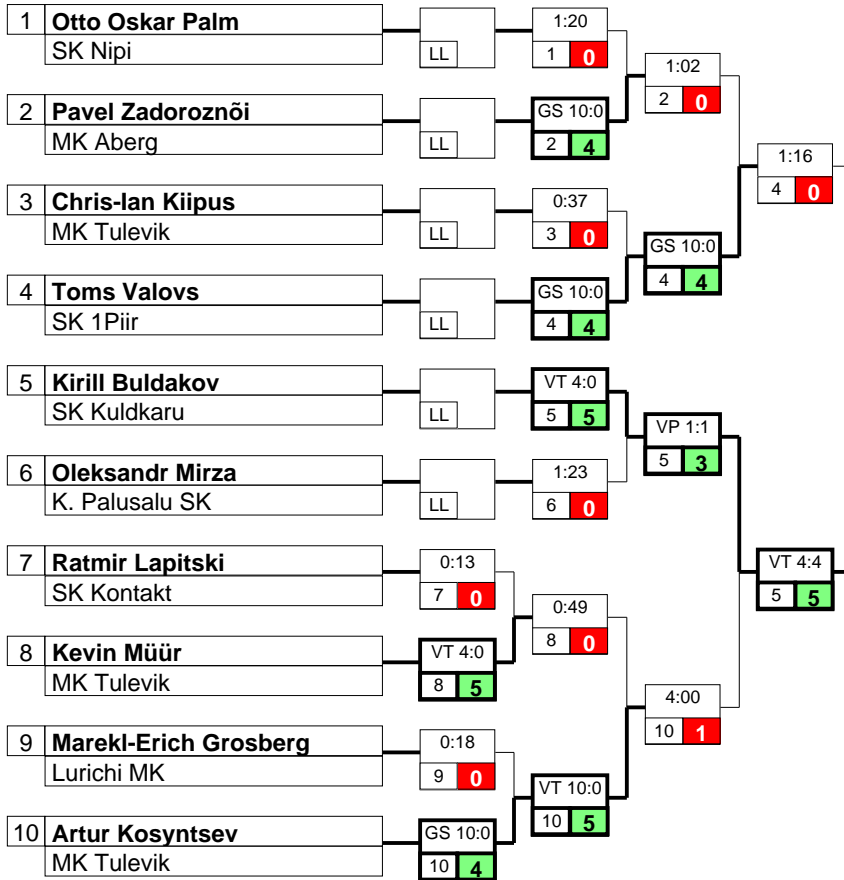 1 Otto Oskar Palm
SK Nipi
LL
1:20
1 0
1:02
2 0
2 Pavel Zadoroznõi
MK Aberg
LL
GS 10:0
2 4
1:16
4 0
3 Chris-Ian Kiipus
MK Tulevik
LL
0:37
3 0
GS 10:0
4 4
4 Toms Valovs
SK 1Piir
LL
GS 10:0
4 4
5 Kirill Buldakov
SK Kuldkaru
LL
VT 4:0
5 5
VP 1:1
5 3
6 Oleksandr Mirza
K. Palusalu SK
LL
1:23
6 0
7 Ratmir Lapitski
SK Kontakt
0:13
7 0
VT 4:4
5 5
0:49
8 0
8 Kevin Müür
MK Tulevik
VT 4:0
8 5
4:00
10 1
9 Marekl-Erich Grosberg
Lurichi MK
0:18
9 0
VT 10:0
10 5
10 Artur Kosyntsev
MK Tulevik
GS 10:0
10 4